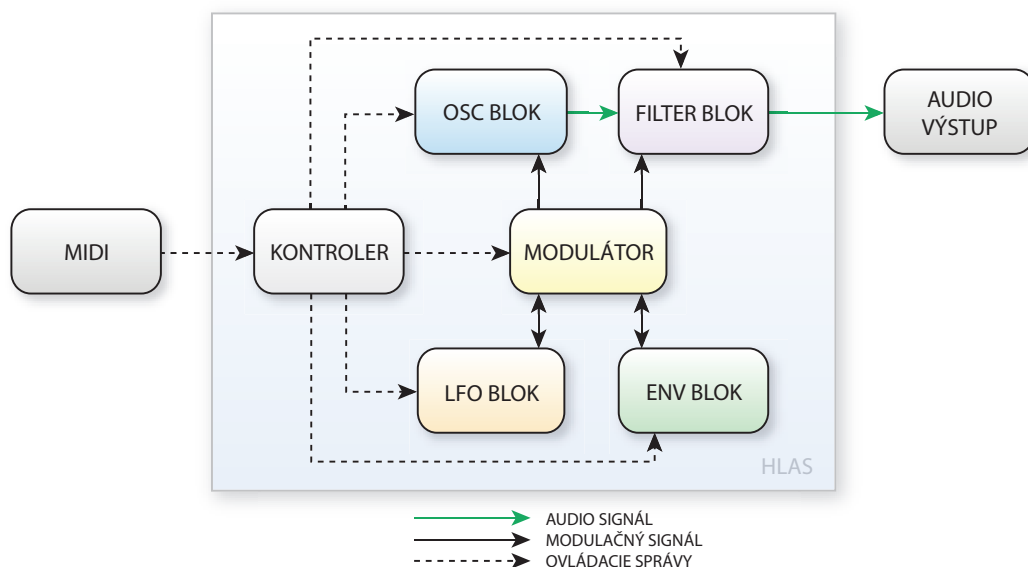 OSC BLOK
FILTER BLOK
AUDIO
VÝSTUP
MIDI
KONTROLER
MODULÁTOR
LFO BLOK
ENV BLOK
HLAS
AUDIO SIGNÁL
MODULAČNÝ SIGNÁL
OVLÁDACIE SPRÁVY